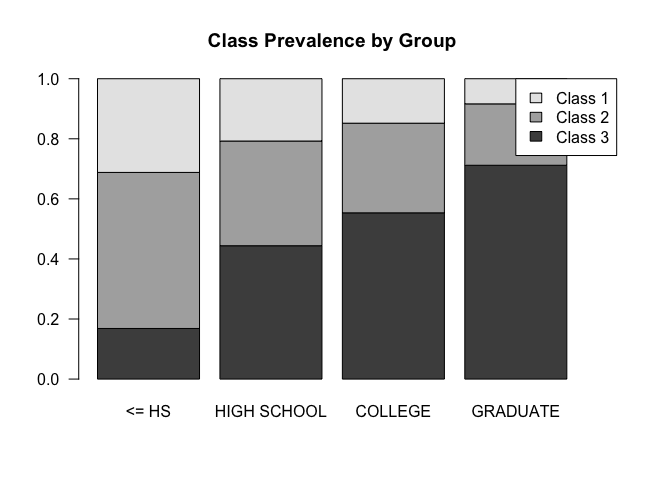 Class Prevalence by Group
1.0
0.8
0.6
0.4
0.2
0.0
Class 1
Class 2
Class 3
<= HS
HIGH SCHOOL
COLLEGE
GRADUATE